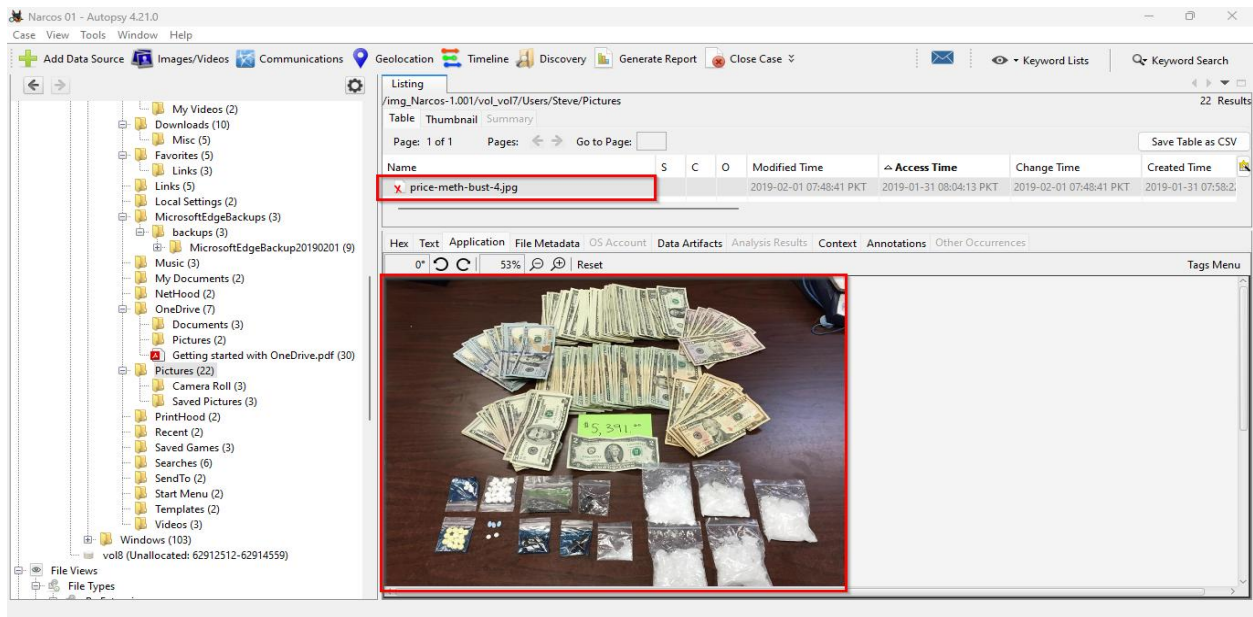 Narcos 01 - Autopsy 4.21.0
Case View Tools Window Help
Add Data Source Images/Videos Communications Geolocation Timeline Discovery Generate Report Close Case Keyword Lists Keyword Search
Listing
/img_Narcos-1.001/vol_vol7/Users/Steve/Pictures
22 Results
Table Thumbnail Summary
Page: 1 of 1 Pages: Go to Page: Save Table as CSV
Name S C O Modified Time Access Time Change Time Created Time
price-meth-bust-4.jpg 2019-02-01 07:48:41 PKT 2019-01-31 08:04:13 PKT 2019-02-01 07:48:41 PKT 2019-01-31 07:58:2
Hex Text Application File Metadata OS Account Data Artifacts Analysis Results Context Annotations Other Occurrences
0° 53% Reset Tags Menu
$5,391.00
My Videos (2)
Downloads (10)
Misc (5)
Favorites (5)
Links (3)
Links (5)
Local Settings (2)
MicrosoftEdgeBackups (3)
backups (3)
MicrosoftEdgeBackup20190201 (9)
Music (3)
My Documents (2)
NetHood (2)
OneDrive (7)
Documents (3)
Pictures (2)
Getting started with OneDrive.pdf (30)
Pictures (22)
Camera Roll (3)
Saved Pictures (3)
PrintHood (2)
Recent (2)
Saved Games (3)
Searches (6)
SendTo (2)
Start Menu (2)
Templates (2)
Videos (3)
Windows (103)
vol8 (Unallocated: 62912512-62914559)
File Views
File Types